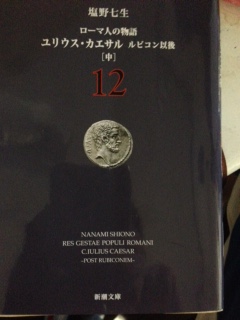 塩野七生
ローマ人の物語
ユリウス・カエサル ルビコン以後
[中]
12
NANAMI SHIONO
RES GESTAE POPULI ROMANI
C.IULIUS CAESAR
-POST RUBICONEM-
新潮文庫